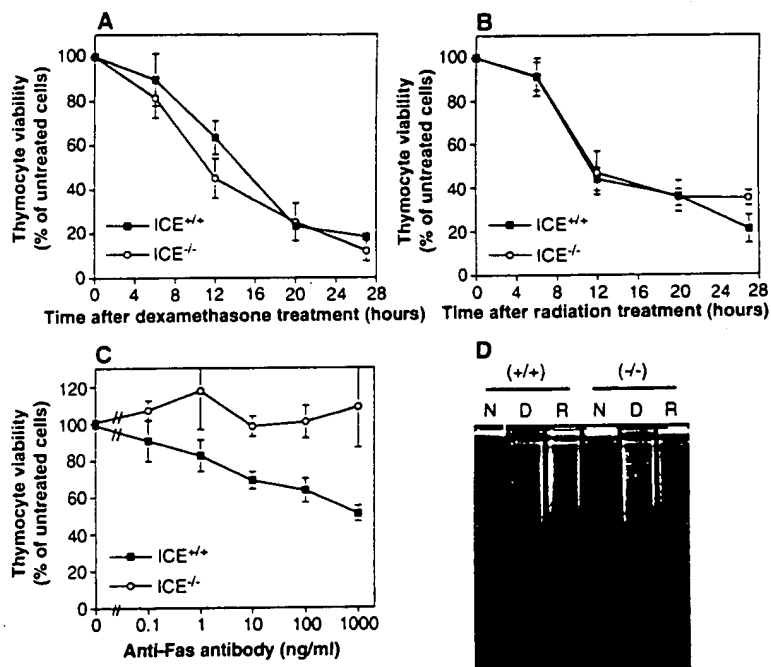 A
Thymocyte viability
(% of untreated cells)
100
80
60
40
20
0
ICE+/+
ICE-/-
0 4 8 12 16 20 24 28
Time after dexamethasone treatment (hours)
B
Thymocyte viability
(% of untreated cells)
100
80
60
40
20
0
ICE+/+
ICE-/-
0 4 8 12 16 20 24 28
Time after radiation treatment (hours)
C
Thymocyte viability
(% of untreated cells)
120
100
80
60
40
20
0
ICE+/+
ICE-/-
0 0.1 1 10 100 1000
Anti-Fas antibody (ng/ml)
D
(+/+) (-/-)
N D R N D R